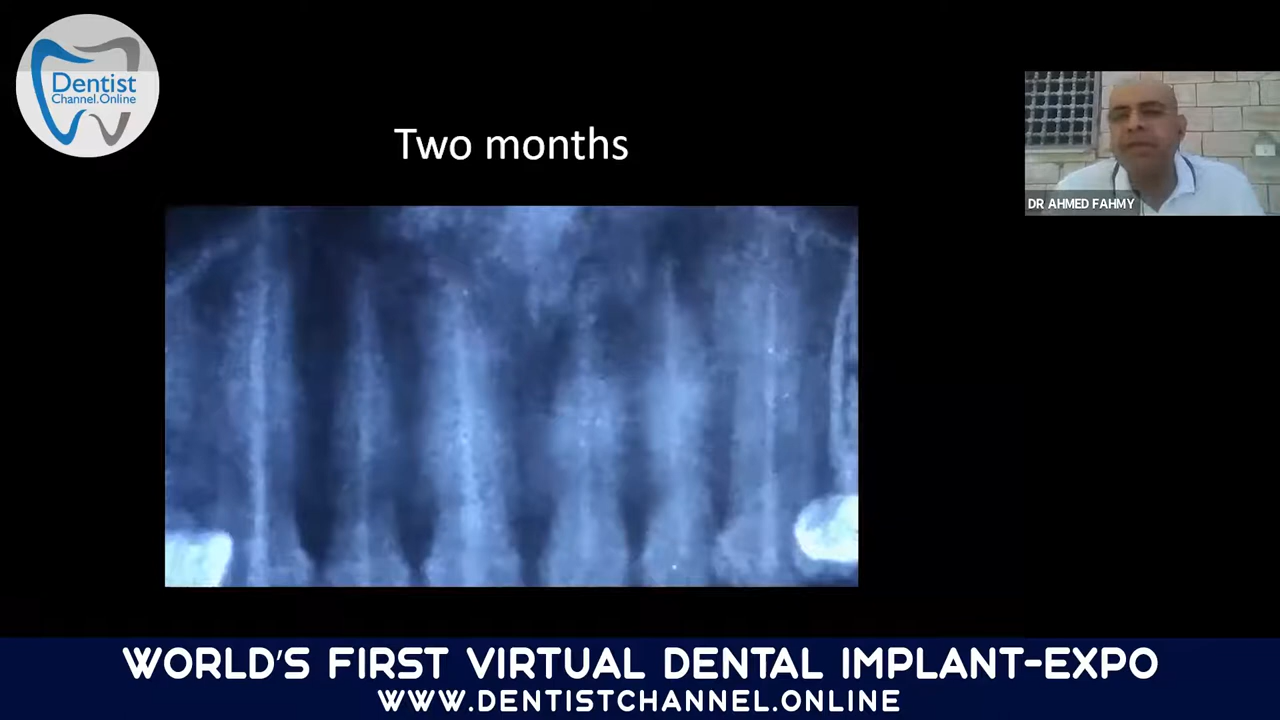 Dentist
Channel.Online
Two months
DR AHMED FAHMY
WORLD'S FIRST VIRTUAL DENTAL IMPLANT-EXPO
WWW.DENTISTCHANNEL.ONLINE